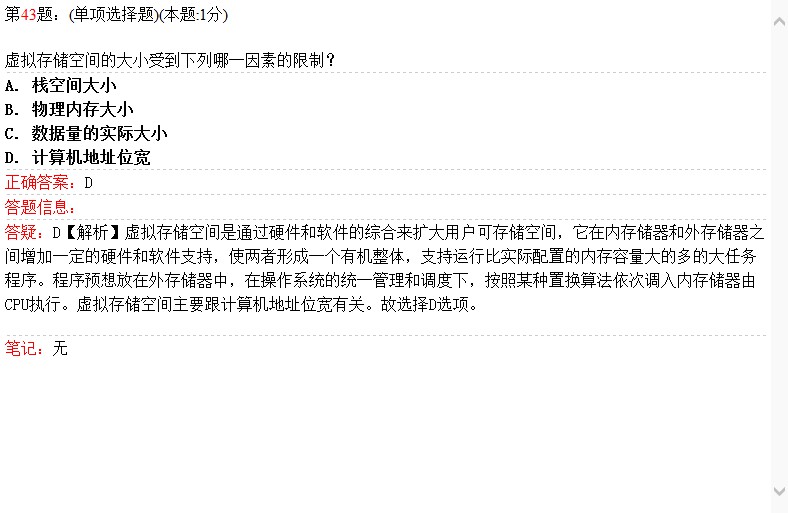 第43题：(单项选择题)(本题:1分)
虚拟存储空间的大小受到下列哪一因素的限制？
A. 栈空间大小
B. 物理内存大小
C. 数据量的实际大小
D. 计算机地址位宽
正确答案：D
答题信息：
答疑：D【解析】虚拟存储空间是通过硬件和软件的综合来扩大用户可存储空间，它在内存储器和外存储器之
间增加一定的硬件和软件支持，使两者形成一个有机整体，支持运行比实际配置的内存容量大的多的大任务
程序。程序预想放在外存储器中，在操作系统的统一管理和调度下，按照某种置换算法依次调入内存储器由
CPU执行。虚拟存储空间主要跟计算机地址位宽有关。故选择D选项。
笔记：无